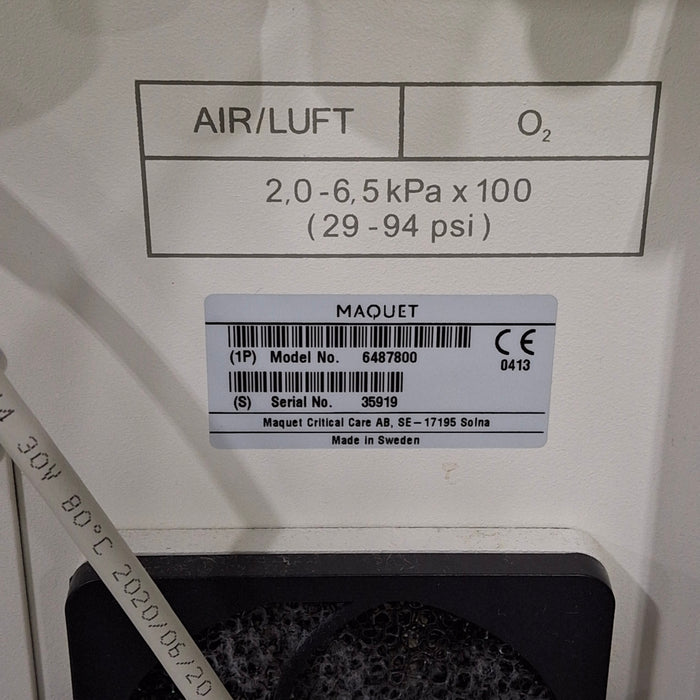 AIR/LUFT O₂
2,0-6,5 kPa x 100
(29-94 psi)
MAQUET
(1P) Model No. 6487800
CE
0413
(S) Serial No. 35919
Maquet Critical Care AB, SE-17195 Solna
Made in Sweden
30V 80°C 2020/06/20